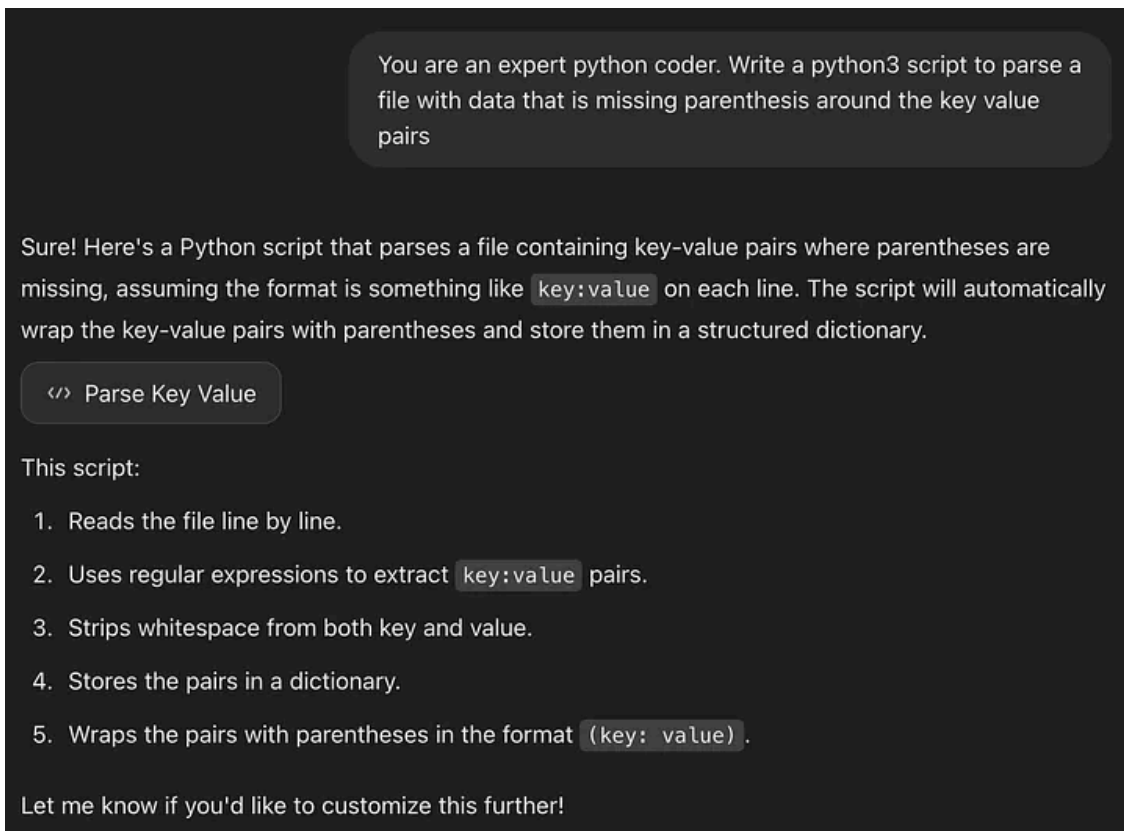 You are an expert python coder. Write a python3 script to parse a
file with data that is missing parenthesis around the key value
pairs
Sure! Here's a Python script that parses a file containing key-value pairs where parentheses are
missing, assuming the format is something like key:value on each line. The script will automatically
wrap the key-value pairs with parentheses and store them in a structured dictionary.
</> Parse Key Value
This script:
1. Reads the file line by line.
2. Uses regular expressions to extract key:value pairs.
3. Strips whitespace from both key and value.
4. Stores the pairs in a dictionary.
5. Wraps the pairs with parentheses in the format (key: value).
Let me know if you'd like to customize this further!